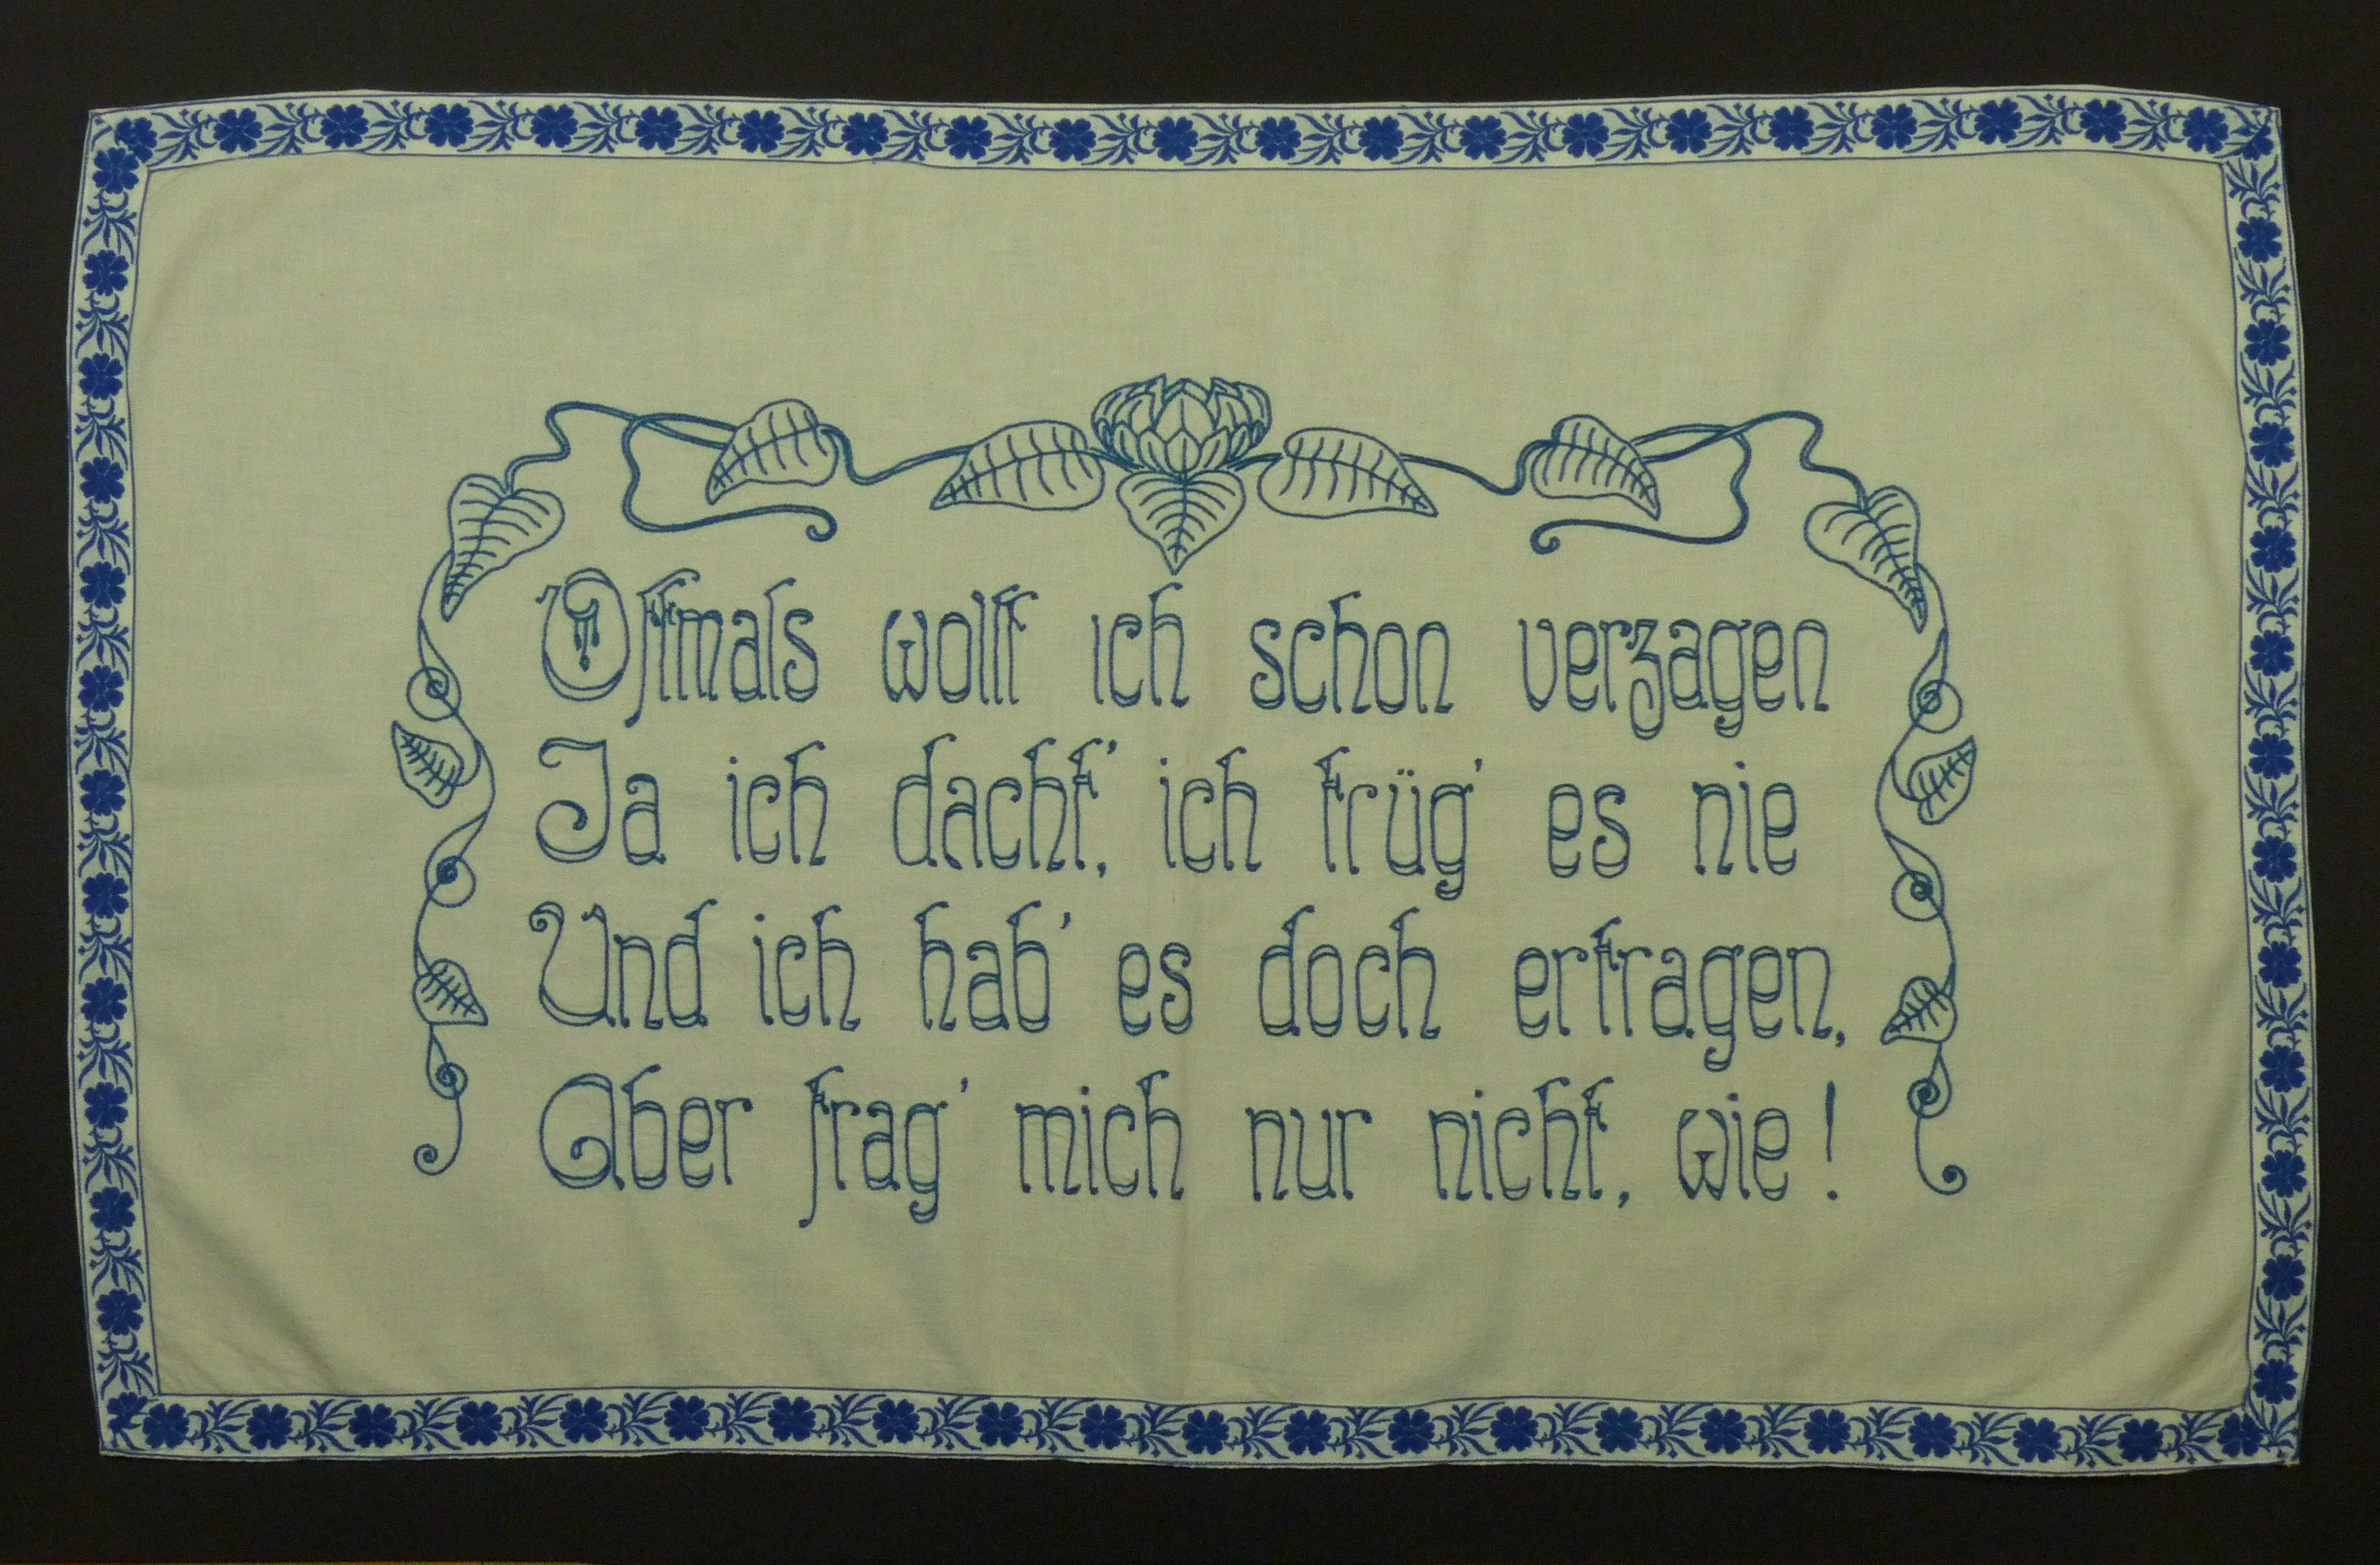 Oftmals wollt ich schon verzagen
Ja ich dacht', ich trüg' es nie
Und ich hab' es doch ertragen,
Aber frag' mich nur nicht, wie!